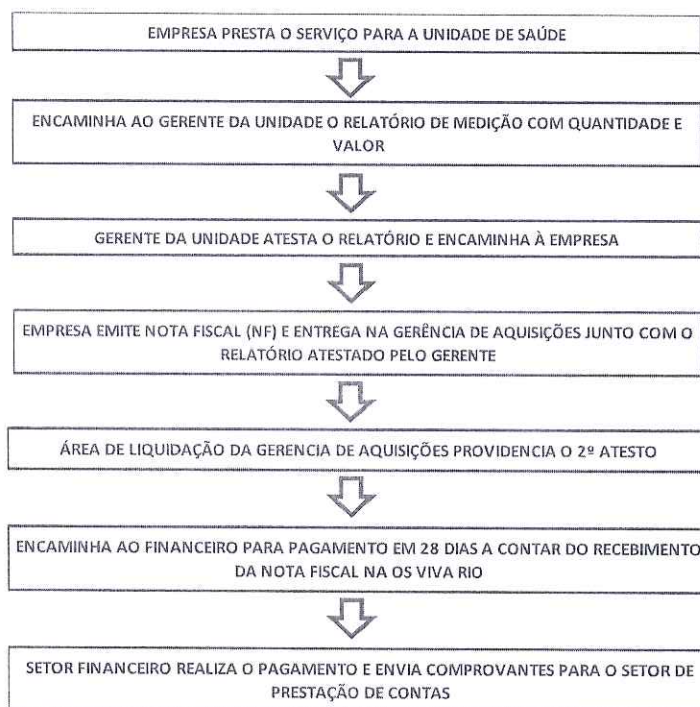 EMPRESA PRESTA O SERVIÇO PARA A UNIDADE DE SAÚDE
ENCAMINHA AO GERENTE DA UNIDADE O RELATÓRIO DE MEDIÇÃO COM QUANTIDADE E
VALOR
GERENTE DA UNIDADE ATESTA O RELATÓRIO E ENCAMINHA À EMPRESA
EMPRESA EMITE NOTA FISCAL (NF) E ENTREGA NA GERÊNCIA DE AQUISIÇÕES JUNTO COM O
RELATÓRIO ATESTADO PELO GERENTE
ÁREA DE LIQUIDAÇÃO DA GERENCIA DE AQUISIÇÕES PROVIDENCIA O 2º ATESTO
ENCAMINHA AO FINANCEIRO PARA PAGAMENTO EM 28 DIAS A CONTAR DO RECEBIMENTO
DA NOTA FISCAL NA OS VIVA RIO
SETOR FINANCEIRO REALIZA O PAGAMENTO E ENVIA COMPROVANTES PARA O SETOR DE
PRESTAÇÃO DE CONTAS